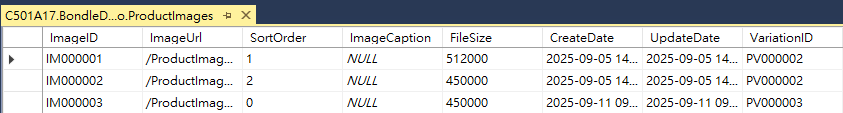 C501A17.BondleD...o.ProductImages
ImageID ImageUrl SortOrder ImageCaption FileSize CreateDate UpdateDate VariationID
IM000001 /ProductImag... 1 NULL 512000 2025-09-05 14... 2025-09-05 14... PV000002
IM000002 /ProductImag... 2 NULL 450000 2025-09-05 14... 2025-09-05 14... PV000002
IM000003 /ProductImag... 0 NULL 450000 2025-09-11 09... 2025-09-11 09... PV000003